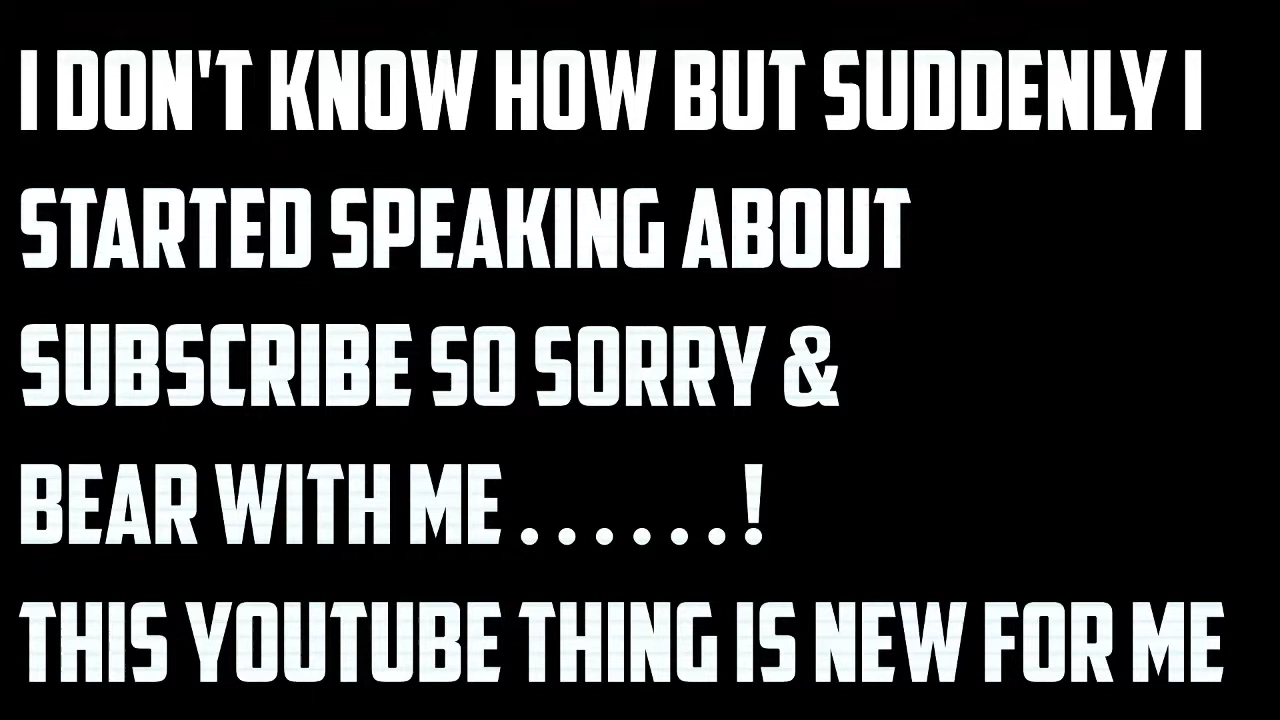 I DON'T KNOW HOW BUT SUDDENLY I
STARTED SPEAKING ABOUT
SUBSCRIBE SO SORRY &
BEAR WITH ME . . . . . . !
THIS YOUTUBE THING IS NEW FOR ME